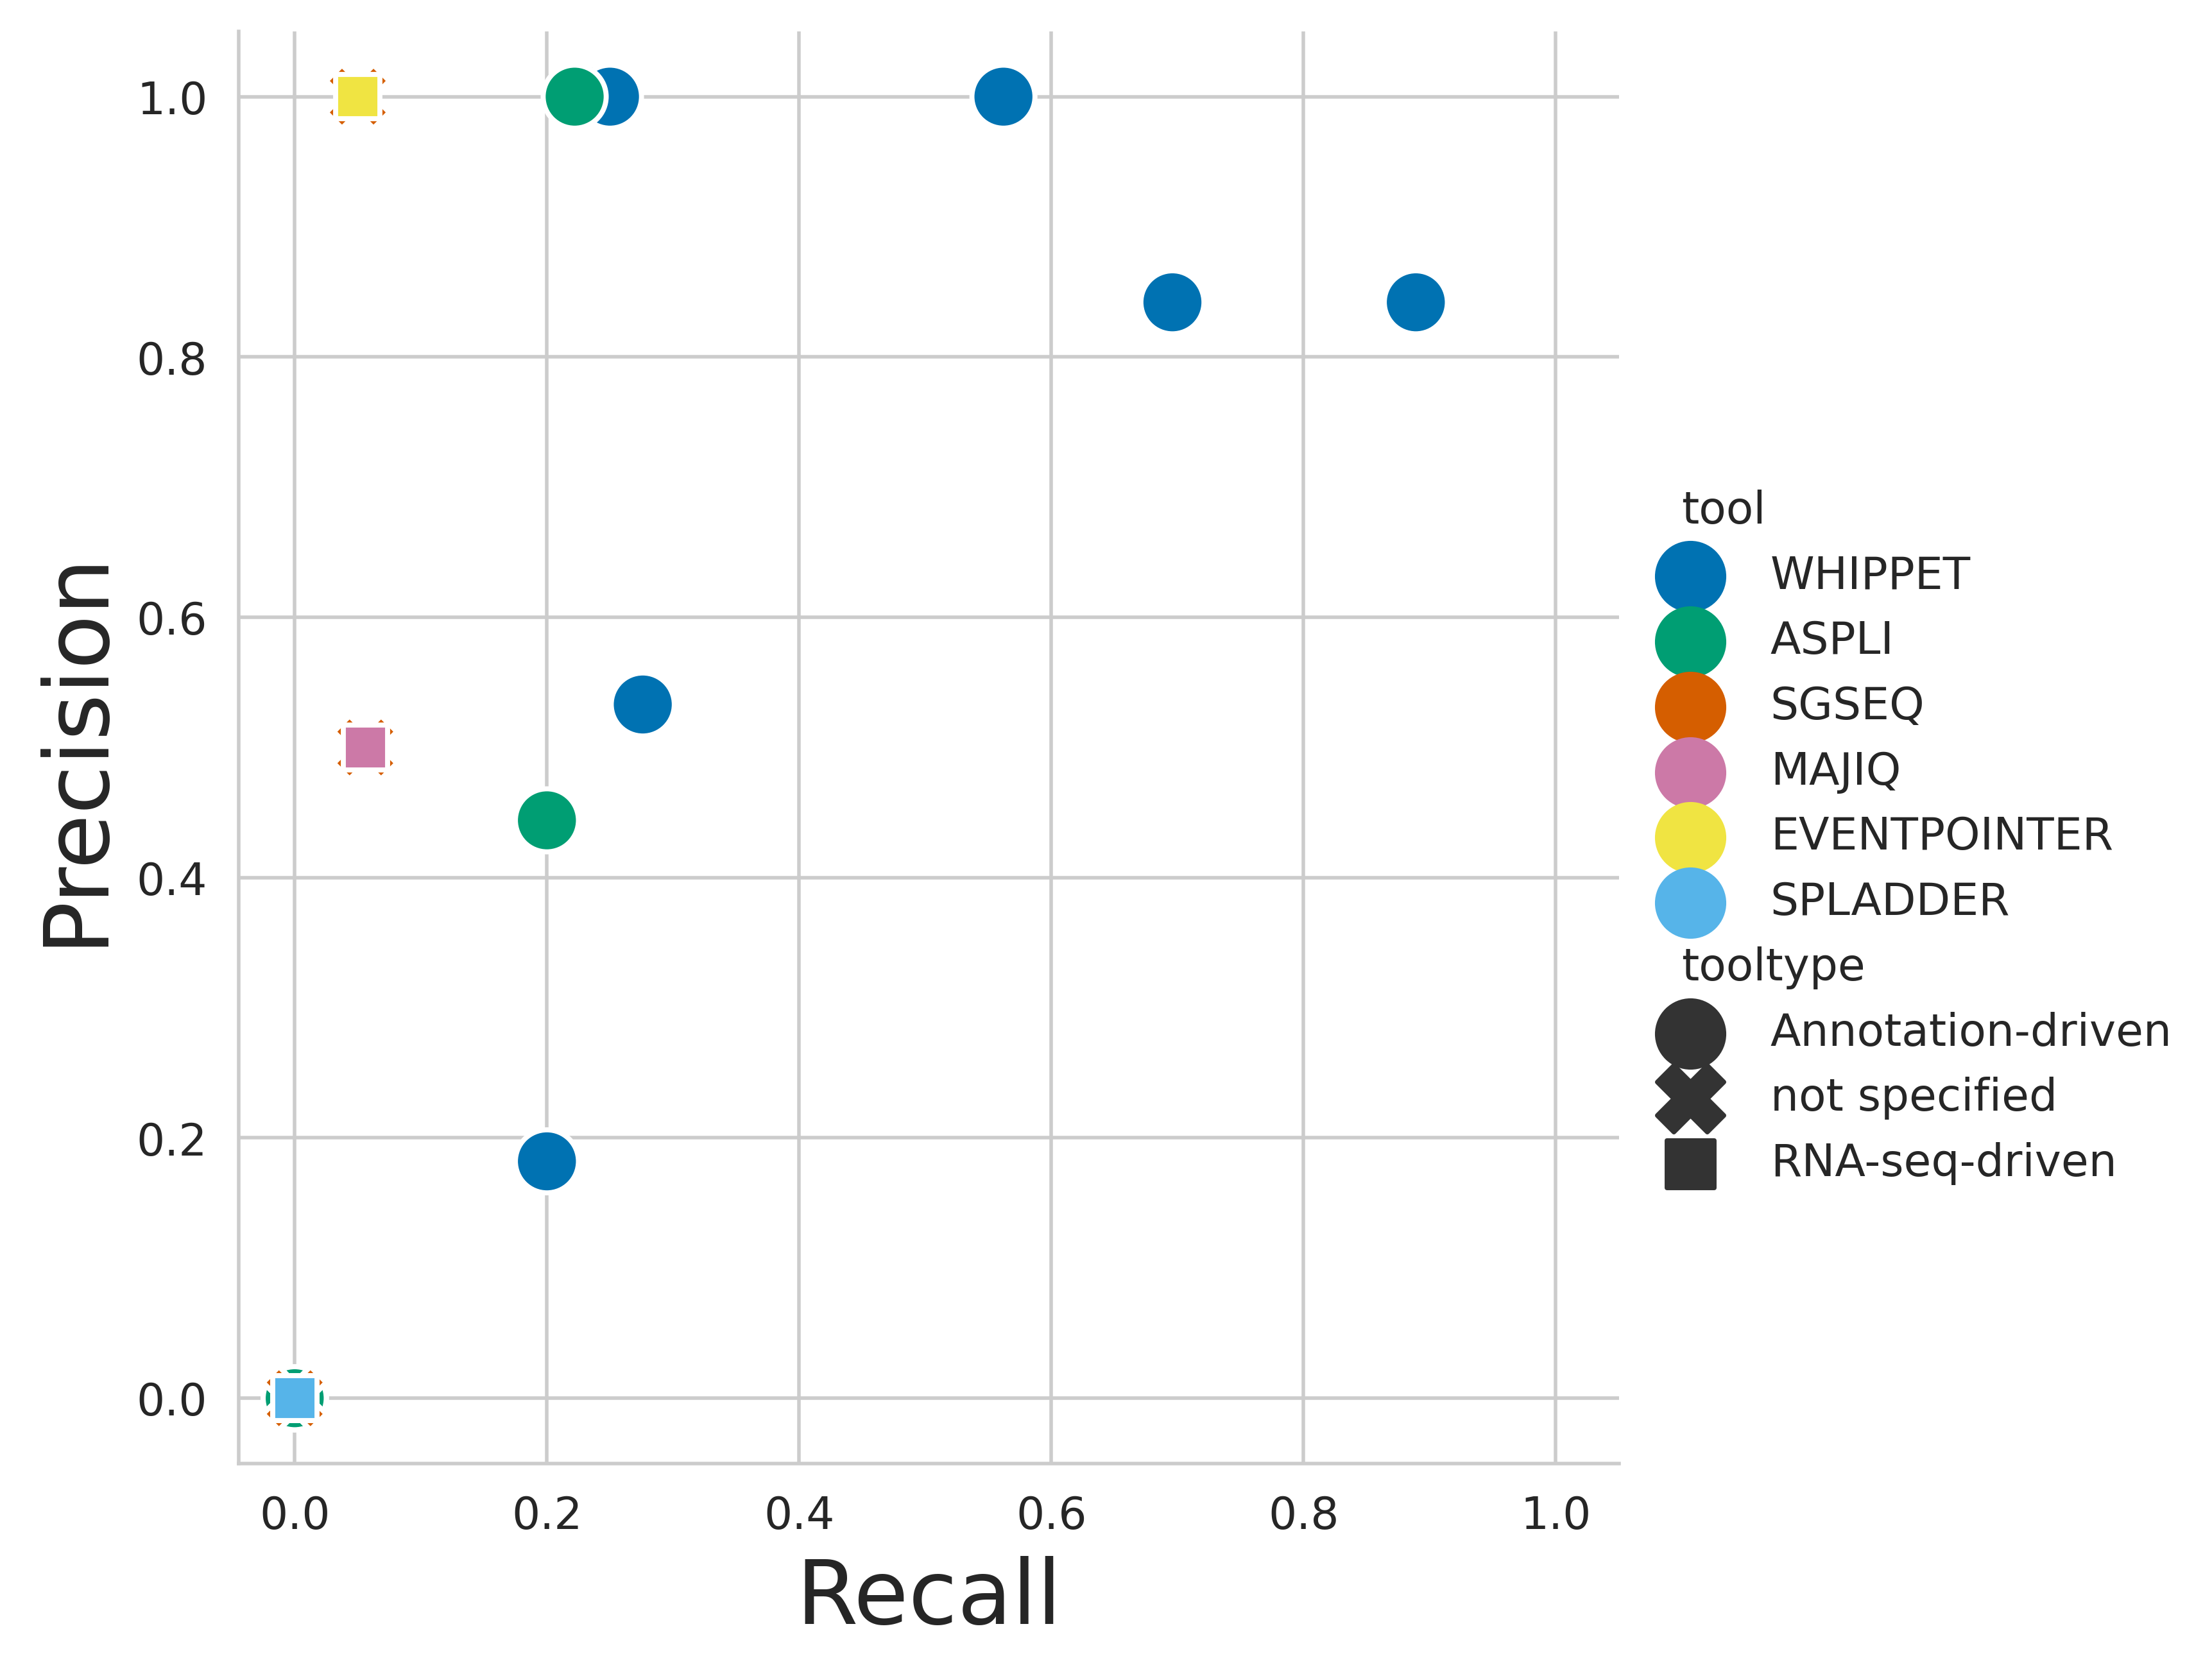 1.0
0.8
0.6
0.4
0.2
0.0
Precision
0.0 0.2 0.4 0.6 0.8 1.0
Recall
tool
WHIPPET
ASPLI
SGSEQ
MAJIQ
EVENTPOINTER
SPLADDER
tooltype
Annotation-driven
not specified
RNA-seq-driven